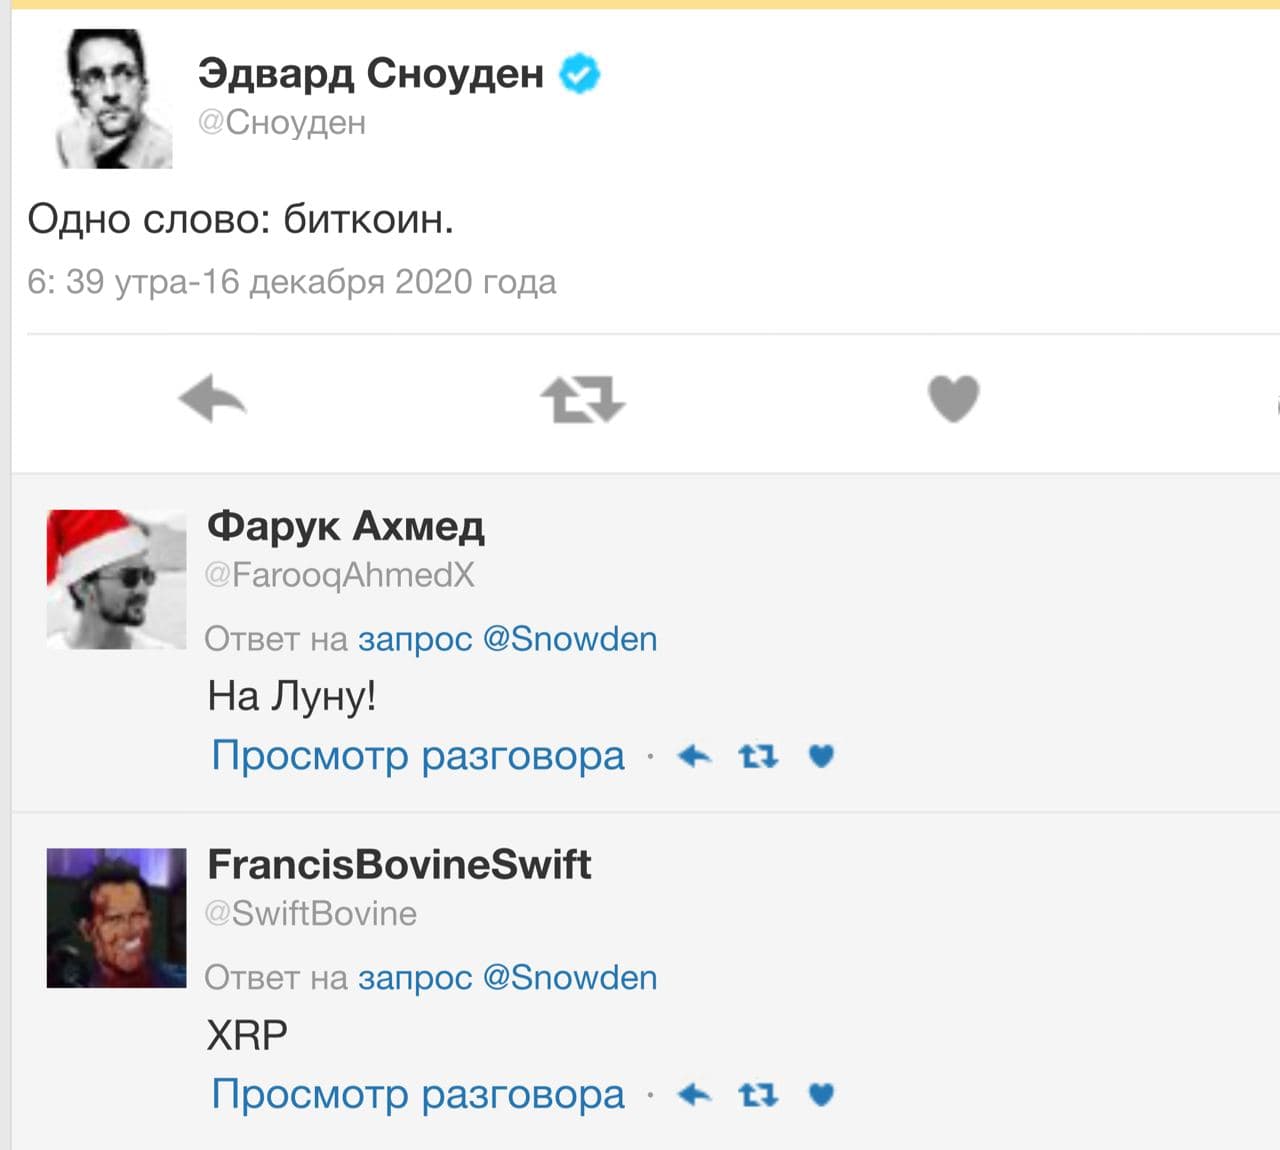 Эдвард Сноуден
@Сноуден
Одно слово: биткоин.
6: 39 утра-16 декабря 2020 года
Фарук Ахмед
@FarooqAhmedX
Ответ на запрос @Snowden
На Луну!
Просмотр разговора ·
FrancisBovineSwift
@SwiftBovine
Ответ на запрос @Snowden
XRP
Просмотр разговора ·